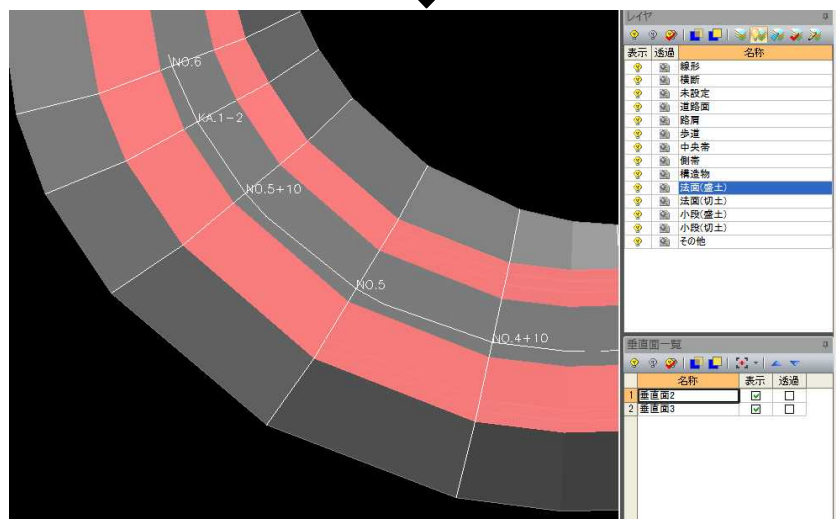 レイヤ
表示 透過 名称
線形
横断
未設定
道路面
路肩
歩道
中央帯
側帯
構造物
法面(盛土)
法面(切土)
小段(盛土)
小段(切土)
その他
NO.6
KA.1-2
NO.5+10
NO.5
NO.4+10
垂直面一覧
名称 表示 透過
1 垂直面2
2 垂直面3